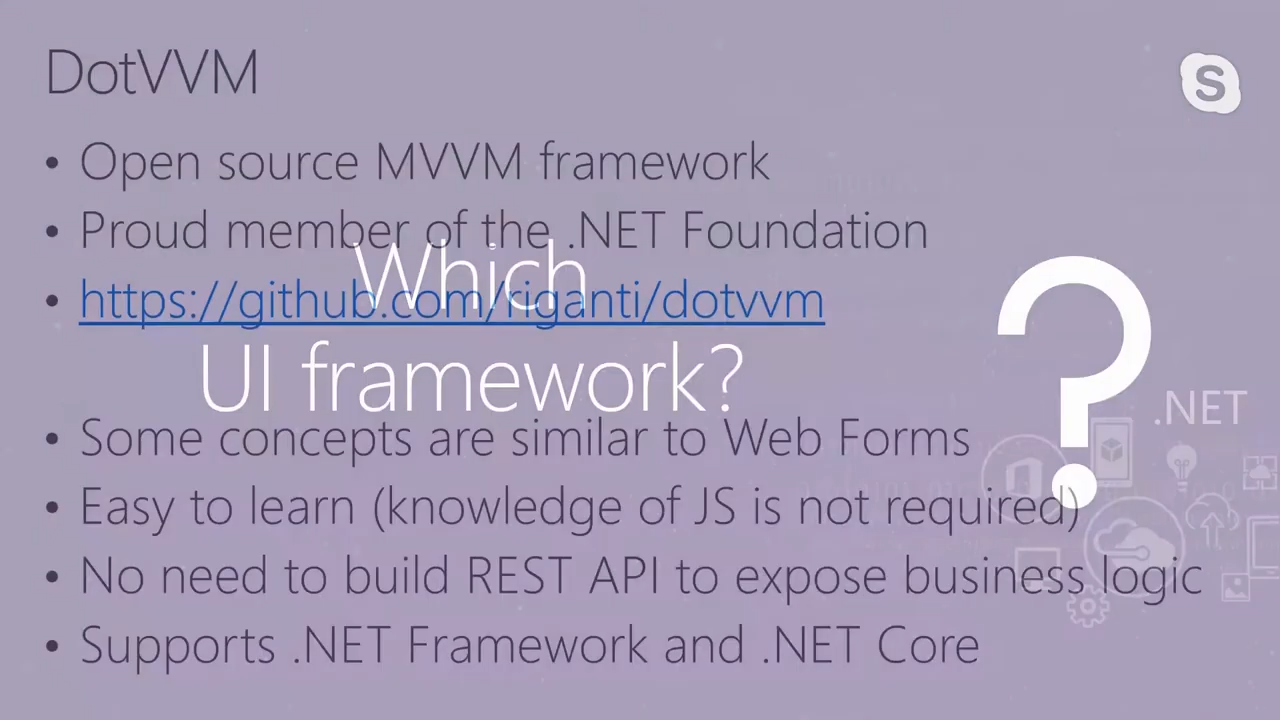 DotVVM
S
• Open source MVVM framework
• Proud member of the .NET Foundation
• https://github.com/riganti/dotvvm
• Some concepts are similar to Web Forms
• Easy to learn (knowledge of JS is not required)
• No need to build REST API to expose business logic
• Supports .NET Framework and .NET Core
Which
UI framework?
?
.NET